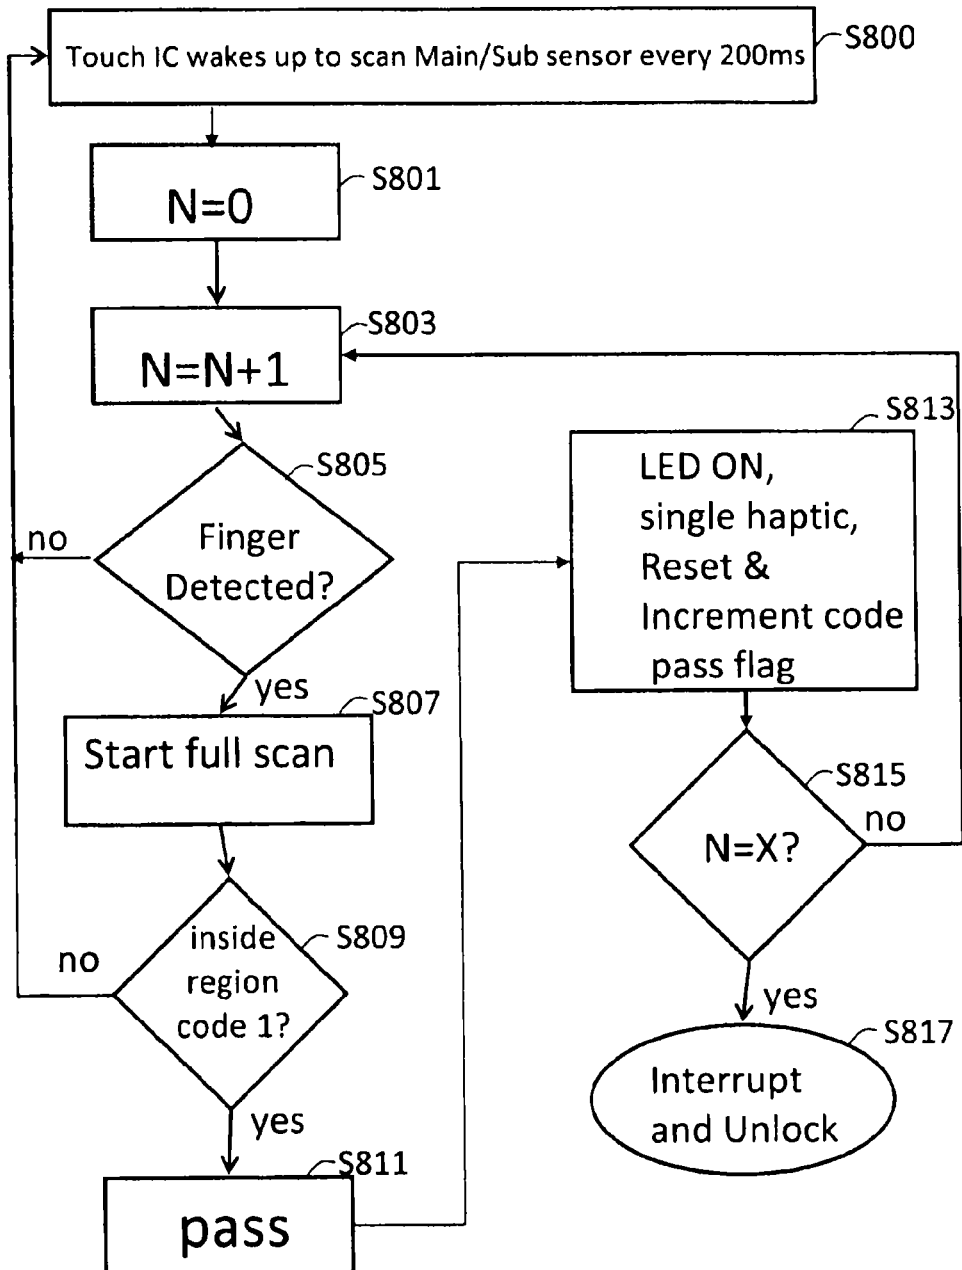 Touch IC wakes up to scan Main/Sub sensor every 200ms
S800
S801
N=0
S803
N=N+1
S805
no
Finger
Detected?
yes
S807
Start full scan
S809
no
inside
region
code 1?
yes
S811
pass
S813
LED ON,
single haptic,
Reset &
Increment code
pass flag
S815
no
N=X?
yes
S817
Interrupt
and Unlock